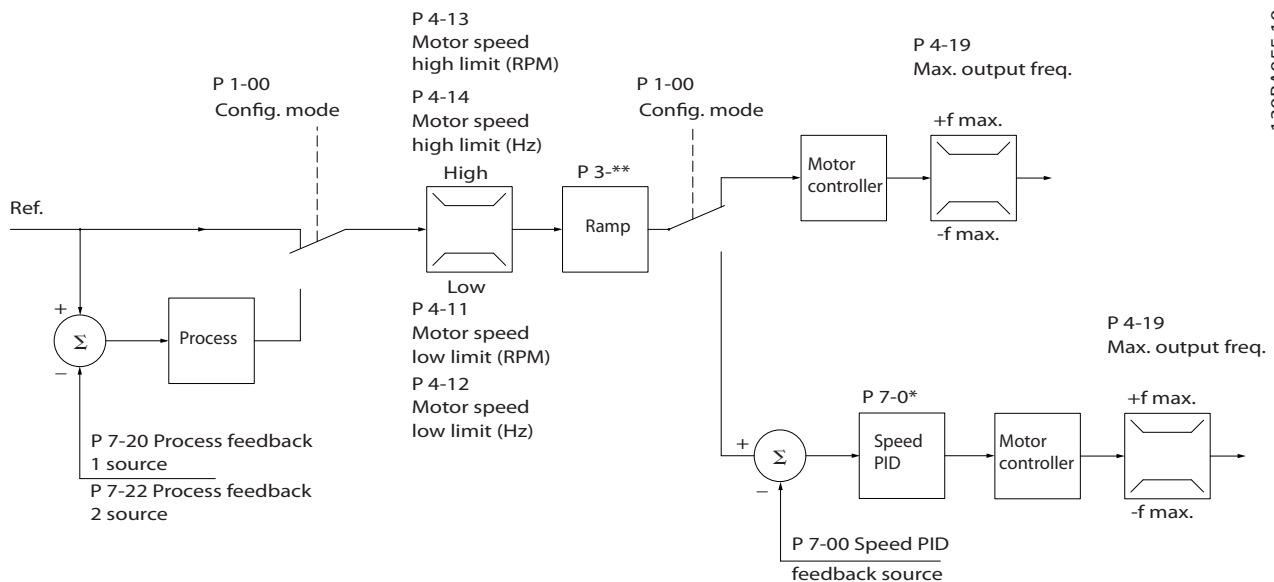 P 4-13
Motor speed
high limit (RPM)
P 4-14
Motor speed
high limit (Hz)
High
P 1-00
Config. mode
P 3-**
Ramp
P 1-00
Config. mode
P 4-19
Max. output freq.
Motor
controller
+f max.
-f max.
Ref.
+
Σ
−
Process
Low
P 4-11
Motor speed
low limit (RPM)
P 4-12
Motor speed
low limit (Hz)
P 7-20 Process feedback
1 source
P 7-22 Process feedback
2 source
P 4-19
Max. output freq.
P 7-0*
+
Σ
−
Speed
PID
Motor
controller
+f max.
-f max.
P 7-00 Speed PID
feedback source